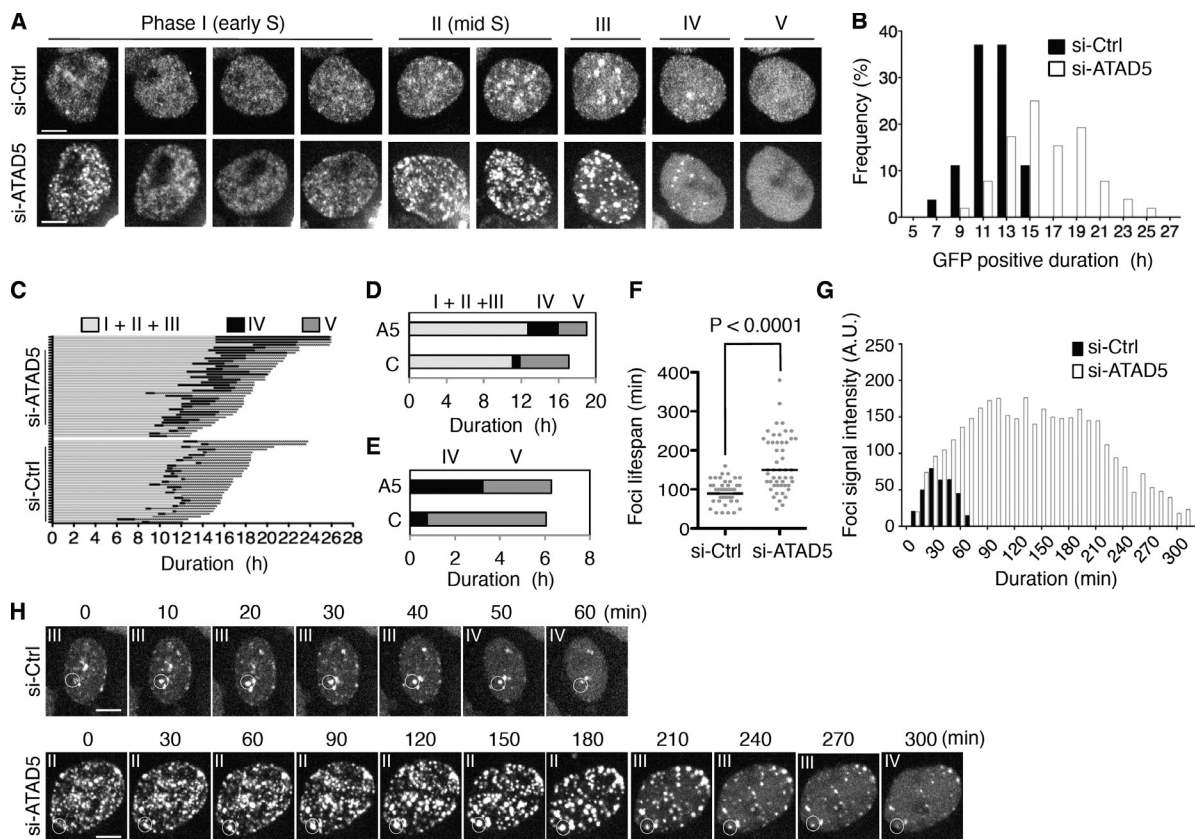 A
Phase I (early S) II (mid S) III IV V
si-Ctrl
si-ATAD5
B
si-Ctrl
si-ATAD5
Frequency (%)
40
30
20
10
0
5 7 9 11 13 15 17 19 21 23 25 27
GFP positive duration (h)
C
I + II + III IV V
si-ATAD5
si-Ctrl
0 2 4 6 8 10 12 14 16 18 20 22 24 26 28
Duration (h)
D
I + II +III IV V
A5
C
0 4 8 12 16 20
Duration (h)
E
IV V
A5
C
0 2 4 6 8
Duration (h)
F
P < 0.0001
Foci lifespan (min)
400
300
200
100
0
si-Ctrl si-ATAD5
G
si-Ctrl
si-ATAD5
Foci signal intensity (A.U.)
250
200
150
100
50
0
0 30 60 90 120 150 180 210 240 270 300
Duration (min)
H
0 10 20 30 40 50 60 (min)
si-Ctrl
III III III III III IV IV
0 30 60 90 120 150 180 210 240 270 300 (min)
si-ATAD5
II II II II II II II III III III IV